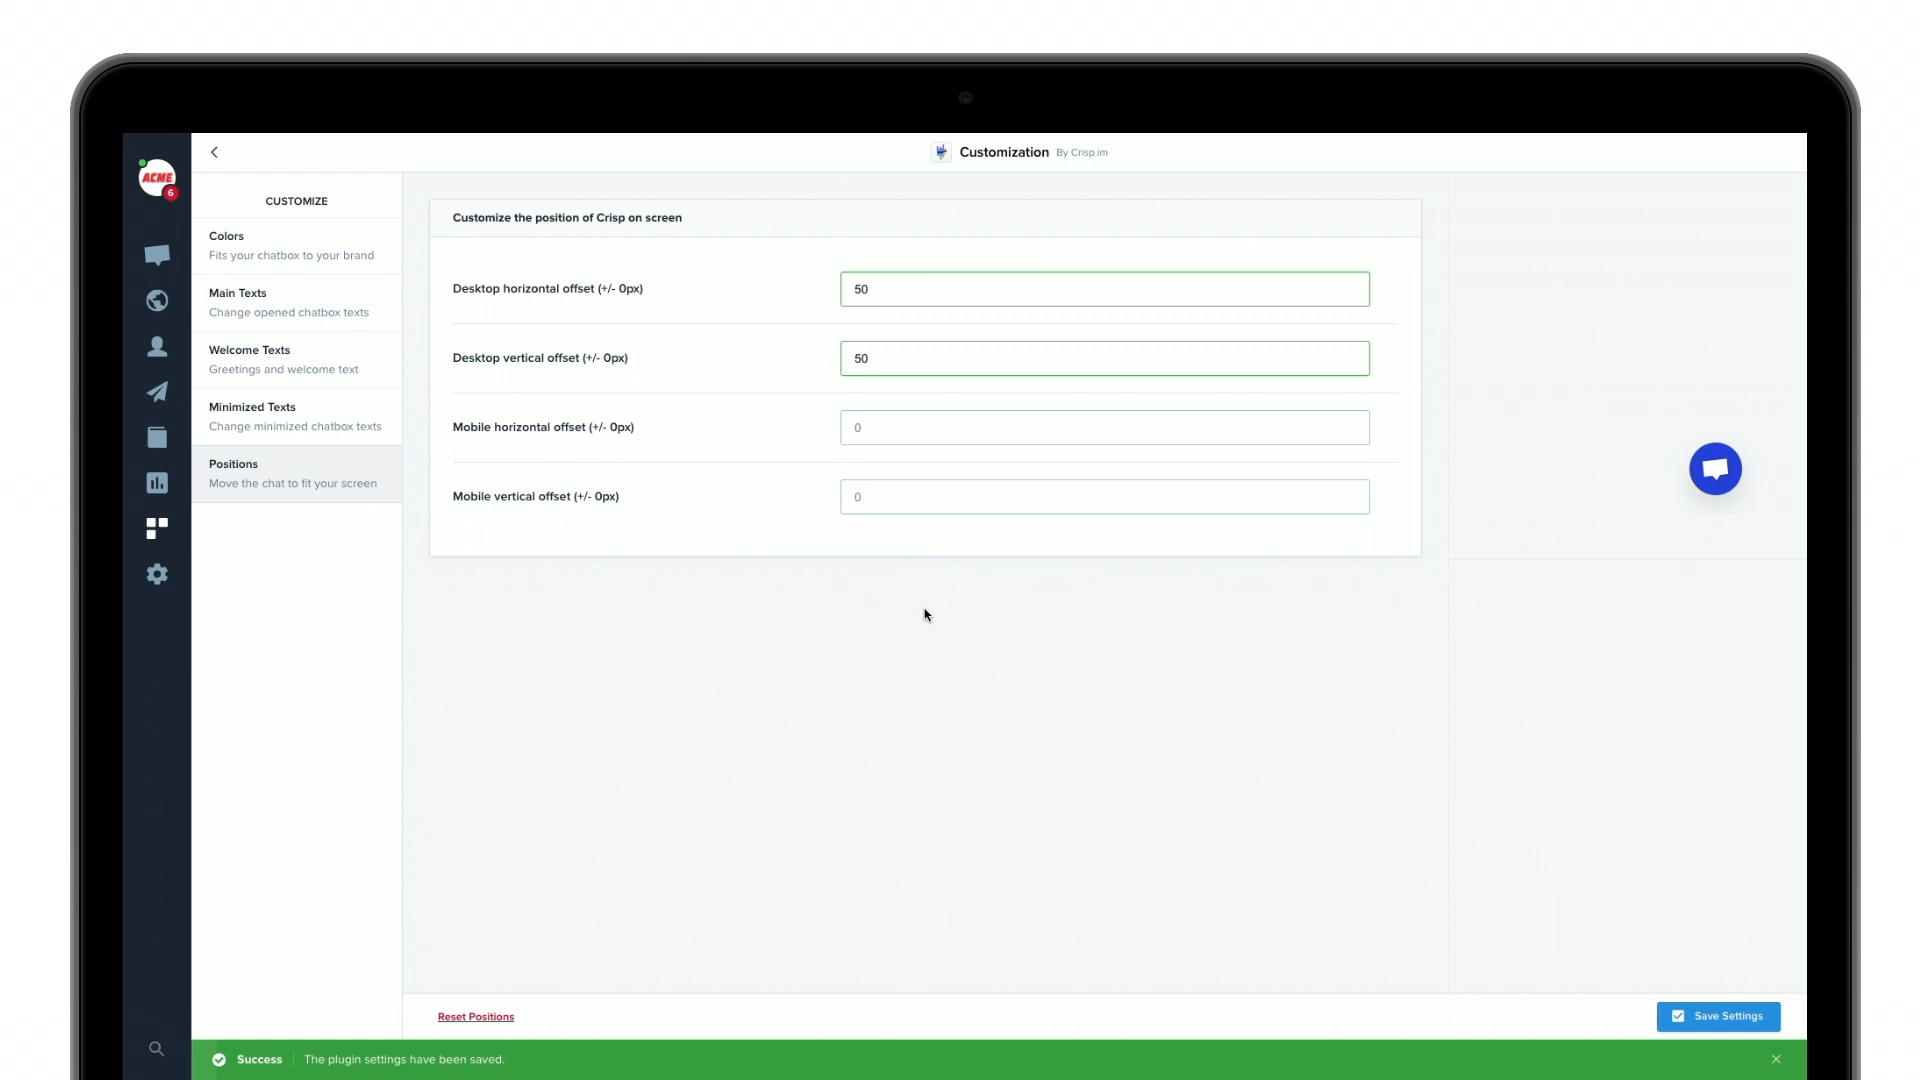 Customization By Crisp.im
ACME
6
CUSTOMIZE
Colors
Fits your chatbox to your brand
Main Texts
Change opened chatbox texts
Welcome Texts
Greetings and welcome text
Minimized Texts
Change minimized chatbox texts
Positions
Move the chat to fit your screen
Customize the position of Crisp on screen
Desktop horizontal offset (+/- 0px)
50
Desktop vertical offset (+/- 0px)
50
Mobile horizontal offset (+/- 0px)
0
Mobile vertical offset (+/- 0px)
0
Reset Positions
Save Settings
Success The plugin settings have been saved.